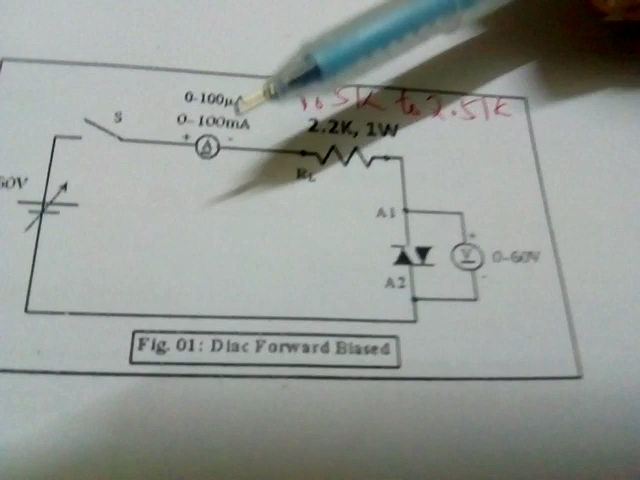 0-100µA
1.5K to 2.5K
S
0-100mA
+
-
2.2K, 1W
A
RL
60V
A1
+
V
0-60V
A2
-
Fig. 01: Diac Forward Biased